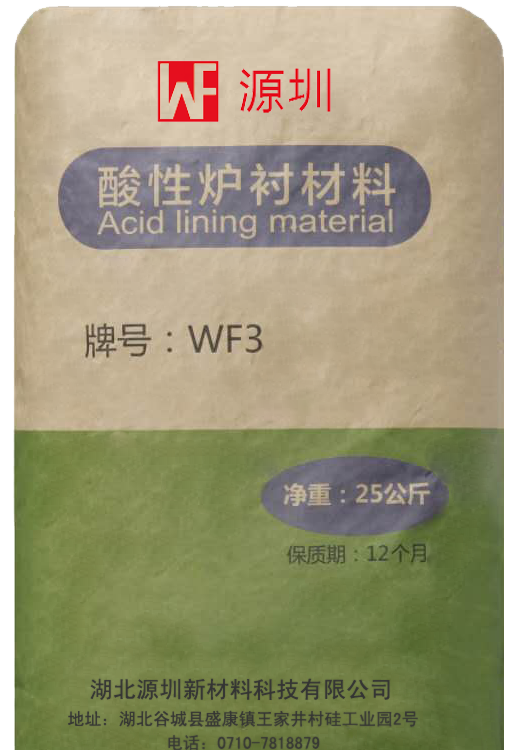 WF 源圳
酸性炉衬材料
Acid lining material
牌号：WF3
净重：25公斤
保质期：12个月
湖北源圳新材料科技有限公司
地址：湖北谷城县盛康镇王家井村硅工业园2号
电话：0710-7818879